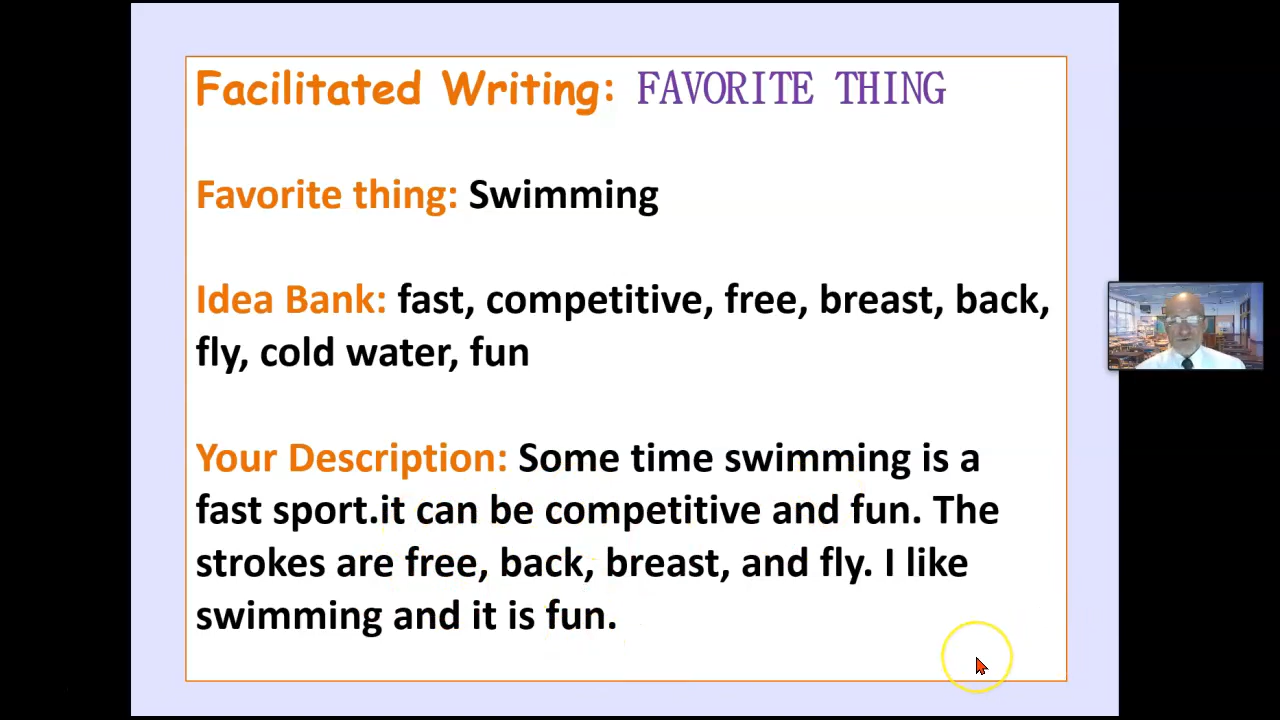 Facilitated Writing: FAVORITE THING
Favorite thing: Swimming
Idea Bank: fast, competitive, free, breast, back,
fly, cold water, fun
Your Description: Some time swimming is a
fast sport.it can be competitive and fun. The
strokes are free, back, breast, and fly. I like
swimming and it is fun.